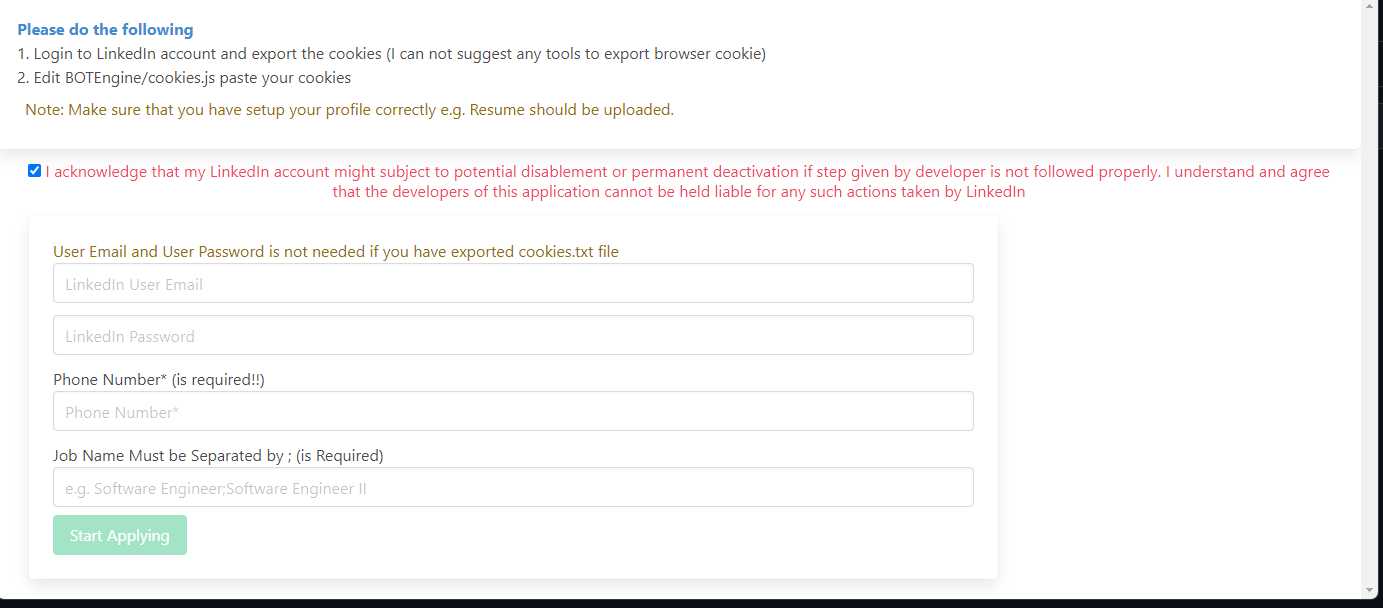 Please do the following
1. Login to LinkedIn account and export the cookies (I can not suggest any tools to export browser cookie)
2. Edit BOTEngine/cookies.js paste your cookies
Note: Make sure that you have setup your profile correctly e.g. Resume should be uploaded.
I acknowledge that my LinkedIn account might subject to potential disablement or permanent deactivation if step given by developer is not followed properly. I understand and agree
that the developers of this application cannot be held liable for any such actions taken by LinkedIn
User Email and User Password is not needed if you have exported cookies.txt file
LinkedIn User Email
LinkedIn Password
Phone Number* (is required!!)
Phone Number*
Job Name Must be Separated by ; (is Required)
e.g. Software Engineer;Software Engineer II
Start Applying